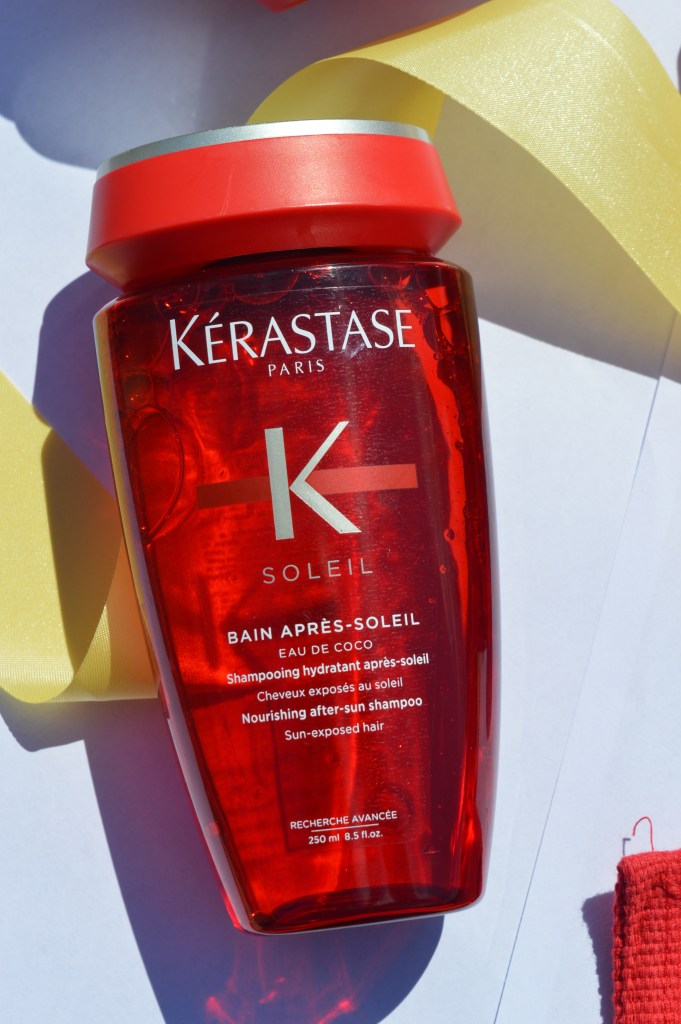 KÉRASTASE
PARIS
K
SOLEIL
BAIN APRÈS-SOLEIL
EAU DE COCO
Shampooing hydratant après-soleil
Cheveux exposés au soleil
Nourishing after-sun shampoo
Sun-exposed hair
RECHERCHE AVANCÉE
250 ml 8.5 fl.oz.